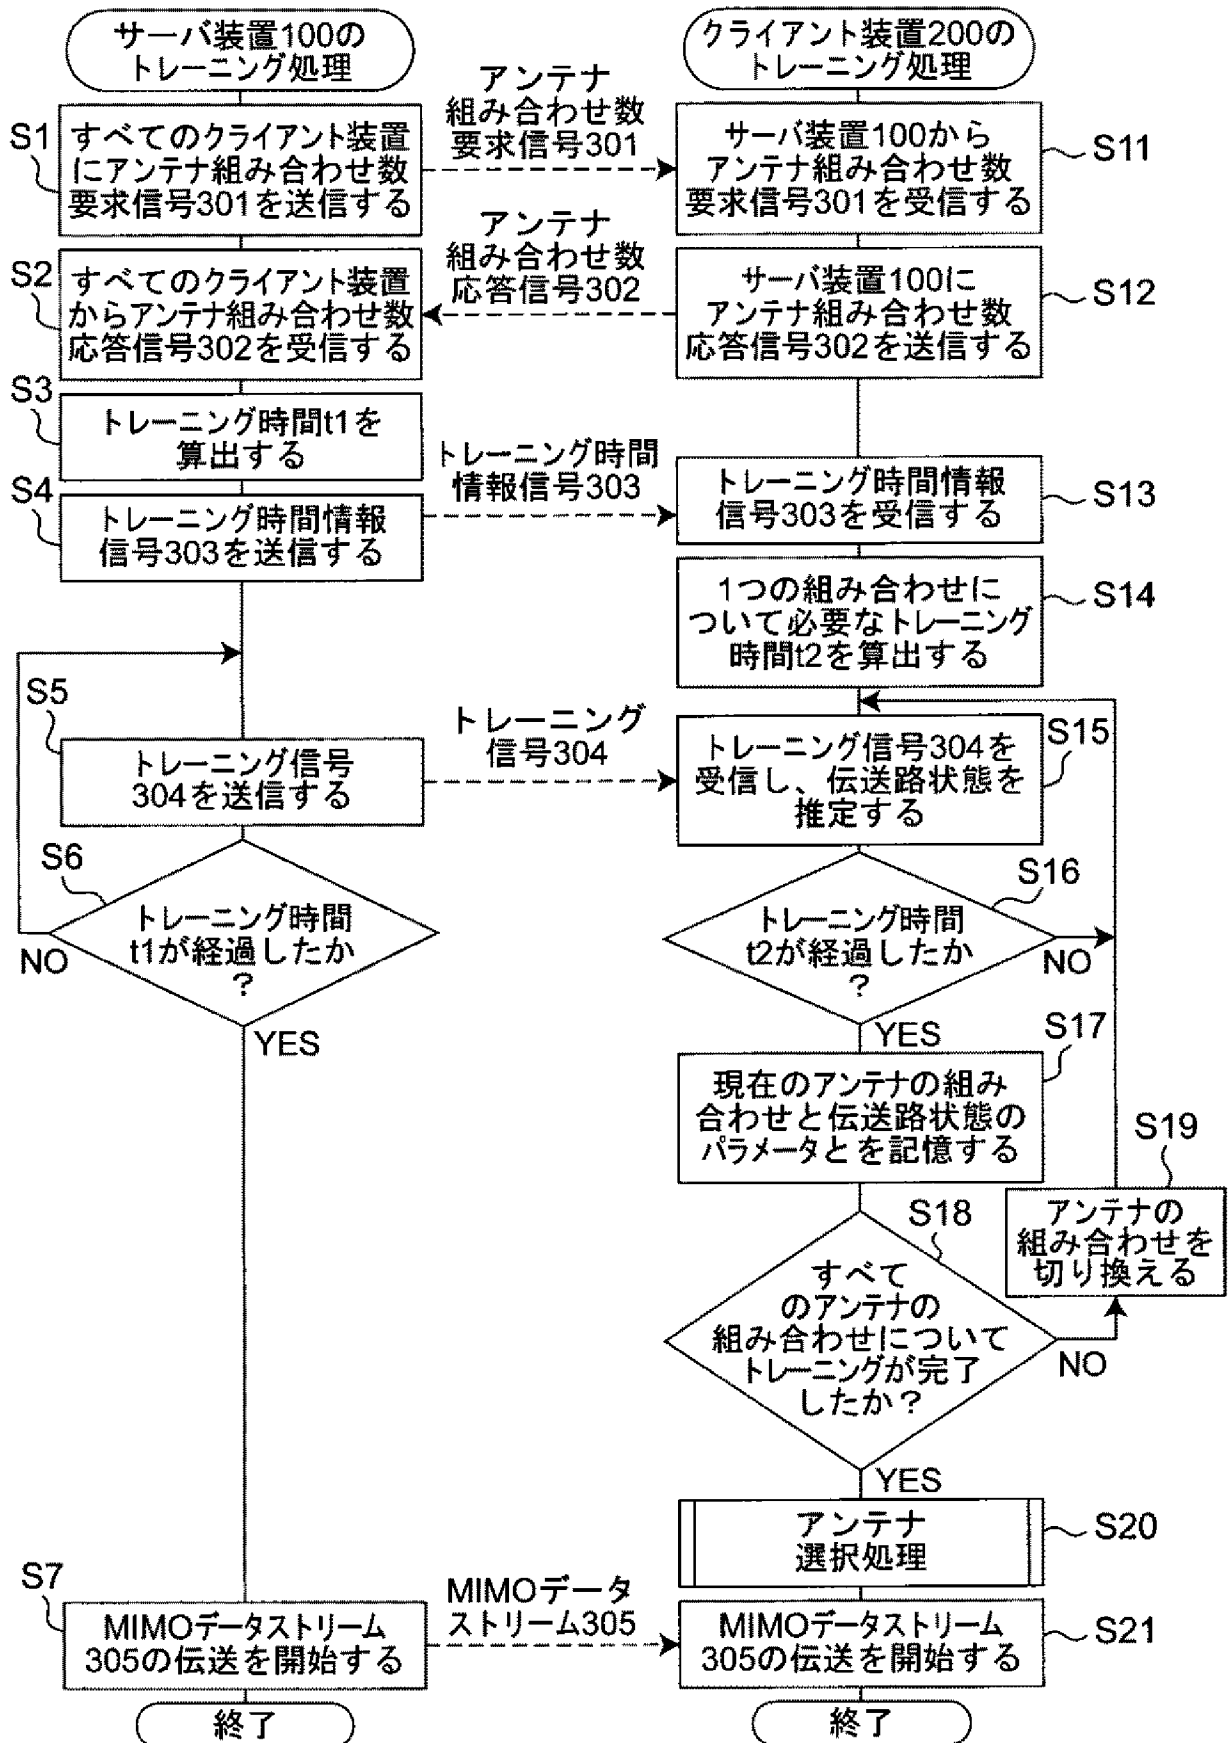 サーバ装置100の
トレーニング処理
クライアント装置200の
トレーニング処理
S1
すべてのクライアント装置
にアンテナ組み合わせ数
要求信号301を送信する
アンテナ
組み合わせ数
要求信号301
サーバ装置100から
アンテナ組み合わせ数
要求信号301を受信する
S11
S2
すべてのクライアント装置
からアンテナ組み合わせ数
応答信号302を受信する
アンテナ
組み合わせ数
応答信号302
サーバ装置100に
アンテナ組み合わせ数
応答信号302を送信する
S12
S3
トレーニング時間t1を
算出する
S4
トレーニング時間情報
信号303を送信する
トレーニング時間
情報信号303
トレーニング時間情報
信号303を受信する
S13
1つの組み合わせに
ついて必要なトレーニング
時間t2を算出する
S14
S5
トレーニング信号
304を送信する
トレーニング
信号304
トレーニング信号304を
受信し、伝送路状態を
推定する
S15
S6
トレーニング時間
t1が経過したか
?
NO
YES
S16
トレーニング時間
t2が経過したか
?
NO
YES
S17
現在のアンテナの組み
合わせと伝送路状態の
パラメータとを記憶する
S18
すべて
のアンテナの
組み合わせについて
トレーニングが完了
したか?
NO
YES
S19
アンテナの
組み合わせを
切り換える
アンテナ
選択処理
S20
S7
MIMOデータストリーム
305の伝送を開始する
MIMOデータ
ストリーム305
MIMOデータストリーム
305の伝送を開始する
S21
終了
終了